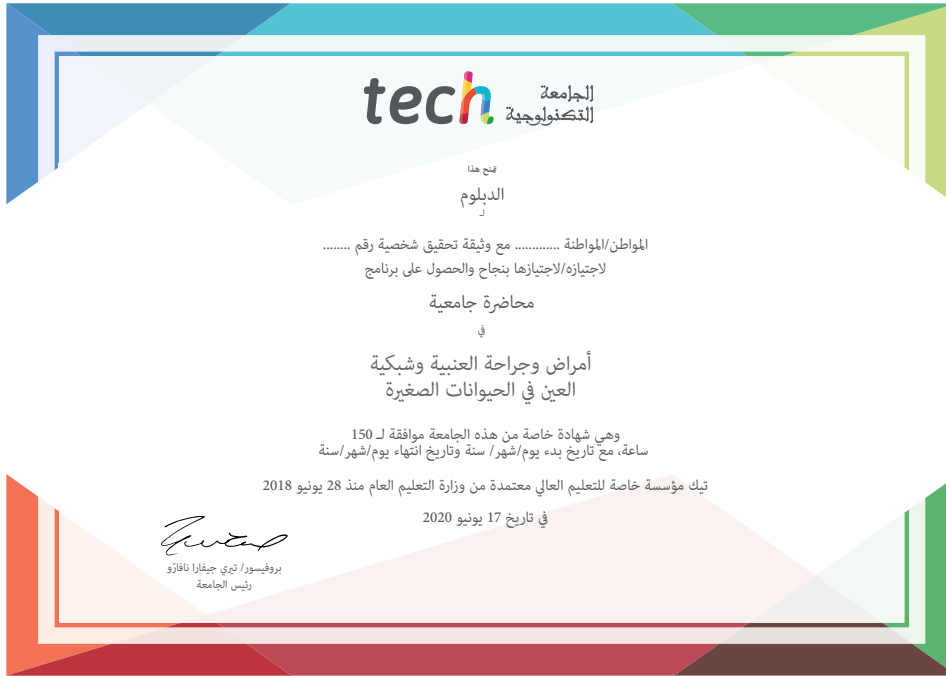 tech الجامعة
التكنولوجية
تمنح هذا
الدبلوم
لـ
المواطن/المواطنة ............. مع وثيقة تحقيق شخصية رقم ........
لاجتيازه/لاجتيازها بنجاح والحصول على برنامج
محاضرة جامعية
في
أمراض وجراحة العنبية وشبكية
العين في الحيوانات الصغيرة
وهي شهادة خاصة من هذه الجامعة موافقة لـ 150
ساعة، مع تاريخ بدء يوم/شهر/ سنة وتاريخ انتهاء يوم/شهر/سنة
تيك مؤسسة خاصة للتعليم العالي معتمدة من وزارة التعليم العام منذ 28 يونيو 2018
في تاريخ 17 يونيو 2020
بروفيسور/ تيري جيفارا نافارّو
رئيس الجامعة